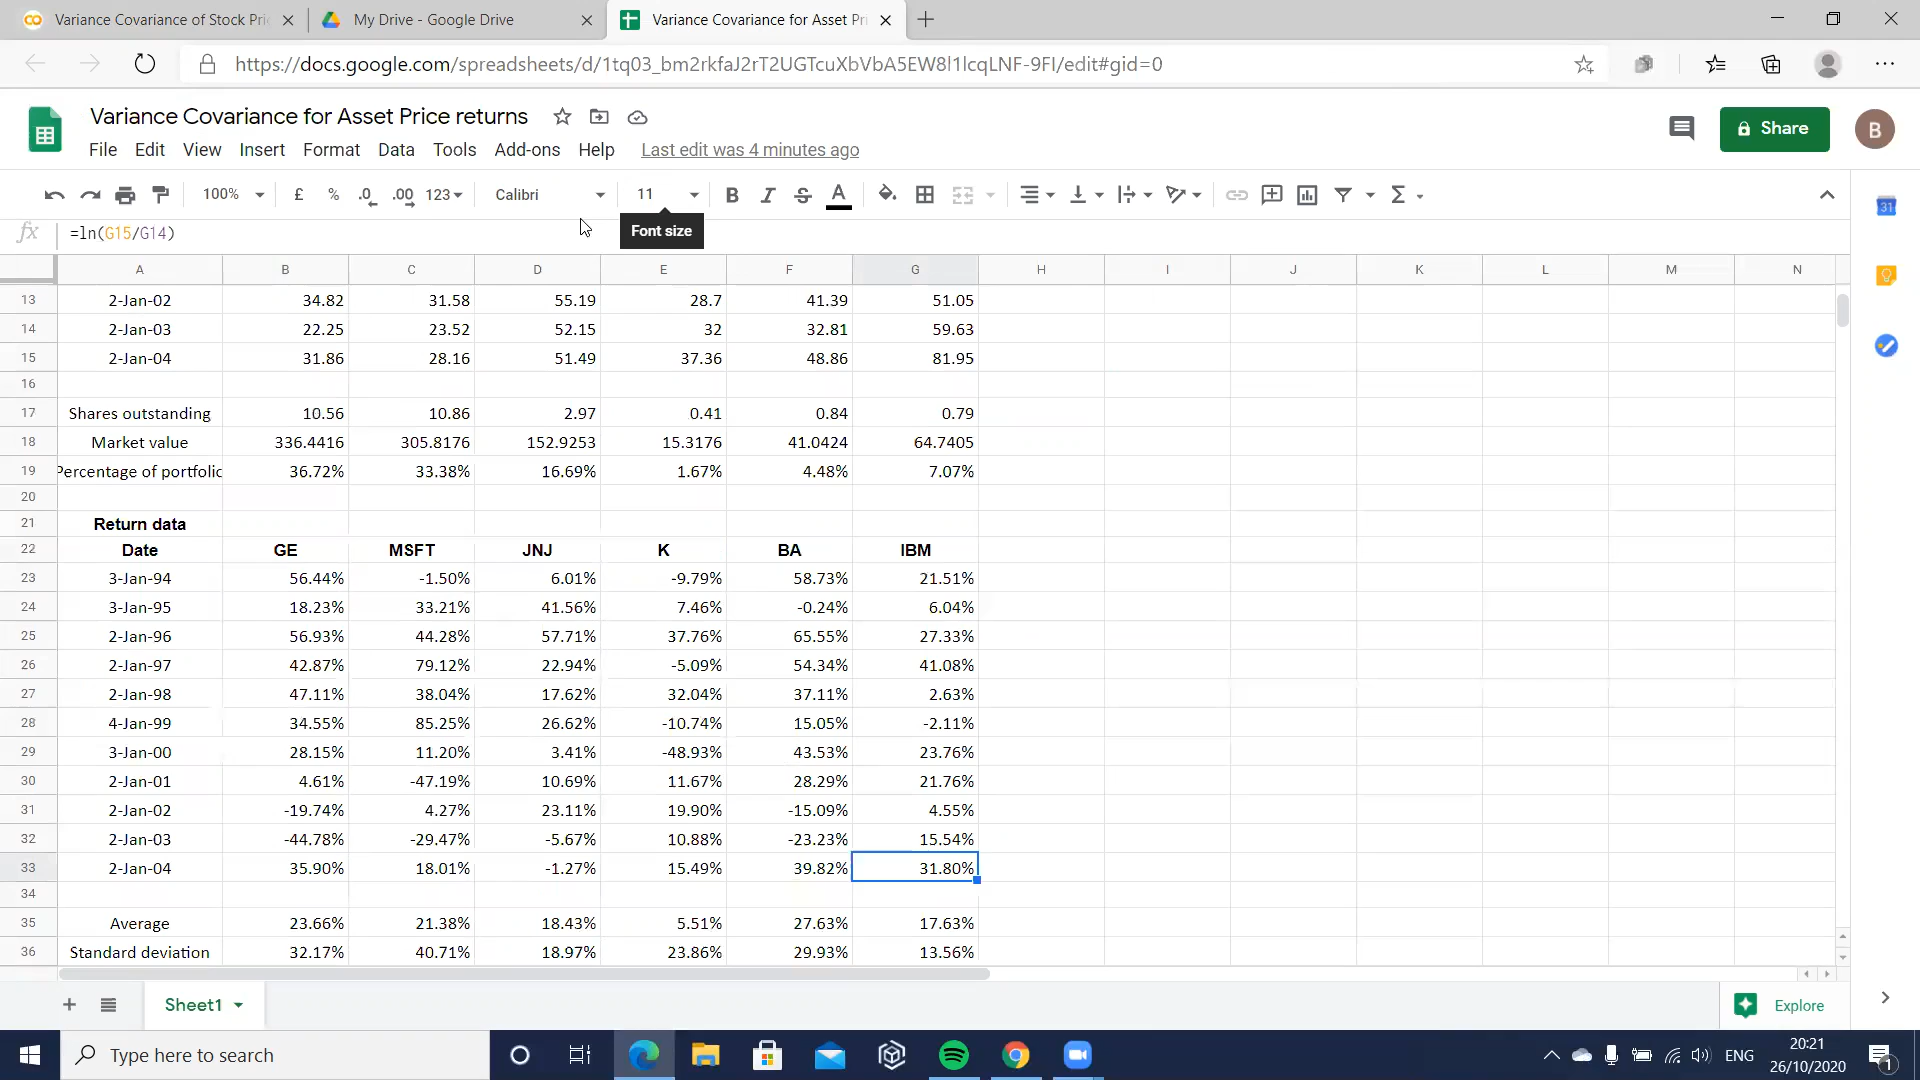 Variance Covariance of Stock Pri
My Drive - Google Drive
Variance Covariance for Asset Pr
https://docs.google.com/spreadsheets/d/1tq03_bm2rkfaJ2rT2UGTcuXbVbA5EW8l1lcqLNF-9FI/edit#gid=0
Variance Covariance for Asset Price returns
Share
B
File Edit View Insert Format Data Tools Add-ons Help Last edit was 4 minutes ago
100% £ % .0 .00 123 Calibri 11 B I S A Σ
31
Font size
fx =ln(G15/G14)
A B C D E F G H I J K L M N
13 2-Jan-02 34.82 31.58 55.19 28.7 41.39 51.05
14 2-Jan-03 22.25 23.52 52.15 32 32.81 59.63
15 2-Jan-04 31.86 28.16 51.49 37.36 48.86 81.95
16
17 Shares outstanding 10.56 10.86 2.97 0.41 0.84 0.79
18 Market value 336.4416 305.8176 152.9253 15.3176 41.0424 64.7405
19 Percentage of portfolio 36.72% 33.38% 16.69% 1.67% 4.48% 7.07%
20
21 Return data
22 Date GE MSFT JNJ K BA IBM
23 3-Jan-94 56.44% -1.50% 6.01% -9.79% 58.73% 21.51%
24 3-Jan-95 18.23% 33.21% 41.56% 7.46% -0.24% 6.04%
25 2-Jan-96 56.93% 44.28% 57.71% 37.76% 65.55% 27.33%
26 2-Jan-97 42.87% 79.12% 22.94% -5.09% 54.34% 41.08%
27 2-Jan-98 47.11% 38.04% 17.62% 32.04% 37.11% 2.63%
28 4-Jan-99 34.55% 85.25% 26.62% -10.74% 15.05% -2.11%
29 3-Jan-00 28.15% 11.20% 3.41% -48.93% 43.53% 23.76%
30 2-Jan-01 4.61% -47.19% 10.69% 11.67% 28.29% 21.76%
31 2-Jan-02 -19.74% 4.27% 23.11% 19.90% -15.09% 4.55%
32 2-Jan-03 -44.78% -29.47% -5.67% 10.88% -23.23% 15.54%
33 2-Jan-04 35.90% 18.01% -1.27% 15.49% 39.82% 31.80%
34
35 Average 23.66% 21.38% 18.43% 5.51% 27.63% 17.63%
36 Standard deviation 32.17% 40.71% 18.97% 23.86% 29.93% 13.56%
Sheet1
Explore
Type here to search
ENG
20:21
26/10/2020
1